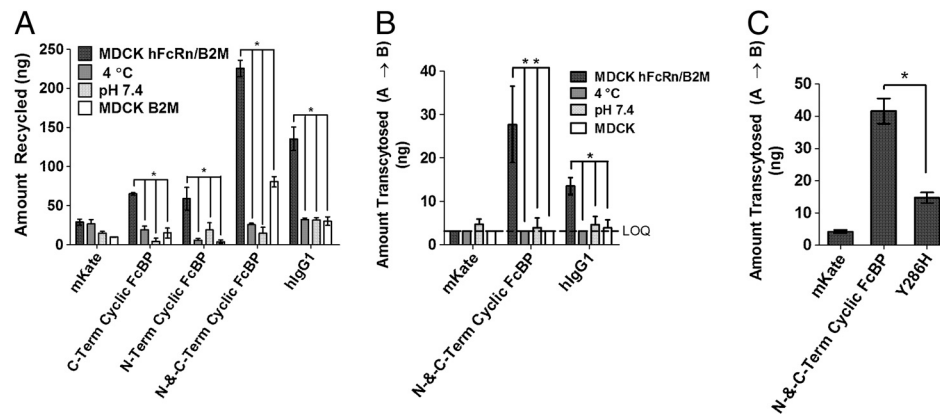 A
Amount Recycled (ng)
250
200
150
100
50
0
MDCK hFcRn/B2M
4 °C
pH 7.4
MDCK B2M
*
*
*
*
mKate
C-Term Cyclic FcBP
N-Term Cyclic FcBP
N-&-C-Term Cyclic FcBP
hIgG1
B
Amount Transcytosed (A → B)
(ng)
40
30
20
10
0
* *
*
MDCK hFcRn/B2M
4 °C
pH 7.4
MDCK
LOQ
mKate
N-&-C-Term Cyclic FcBP
hIgG1
C
Amount Transcytosed (A → B)
(ng)
50
40
30
20
10
0
*
mKate
N-&-C-Term Cyclic FcBP
Y286H